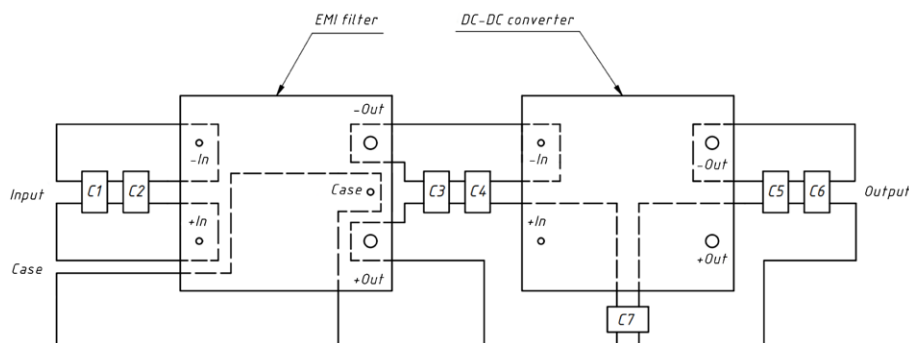 EMI filter
DC-DC converter
-Out
-In
-In
-Out
Input
C1
C2
Case
C3
C4
C5
C6
Output
+In
+In
Case
+Out
+Out
C7